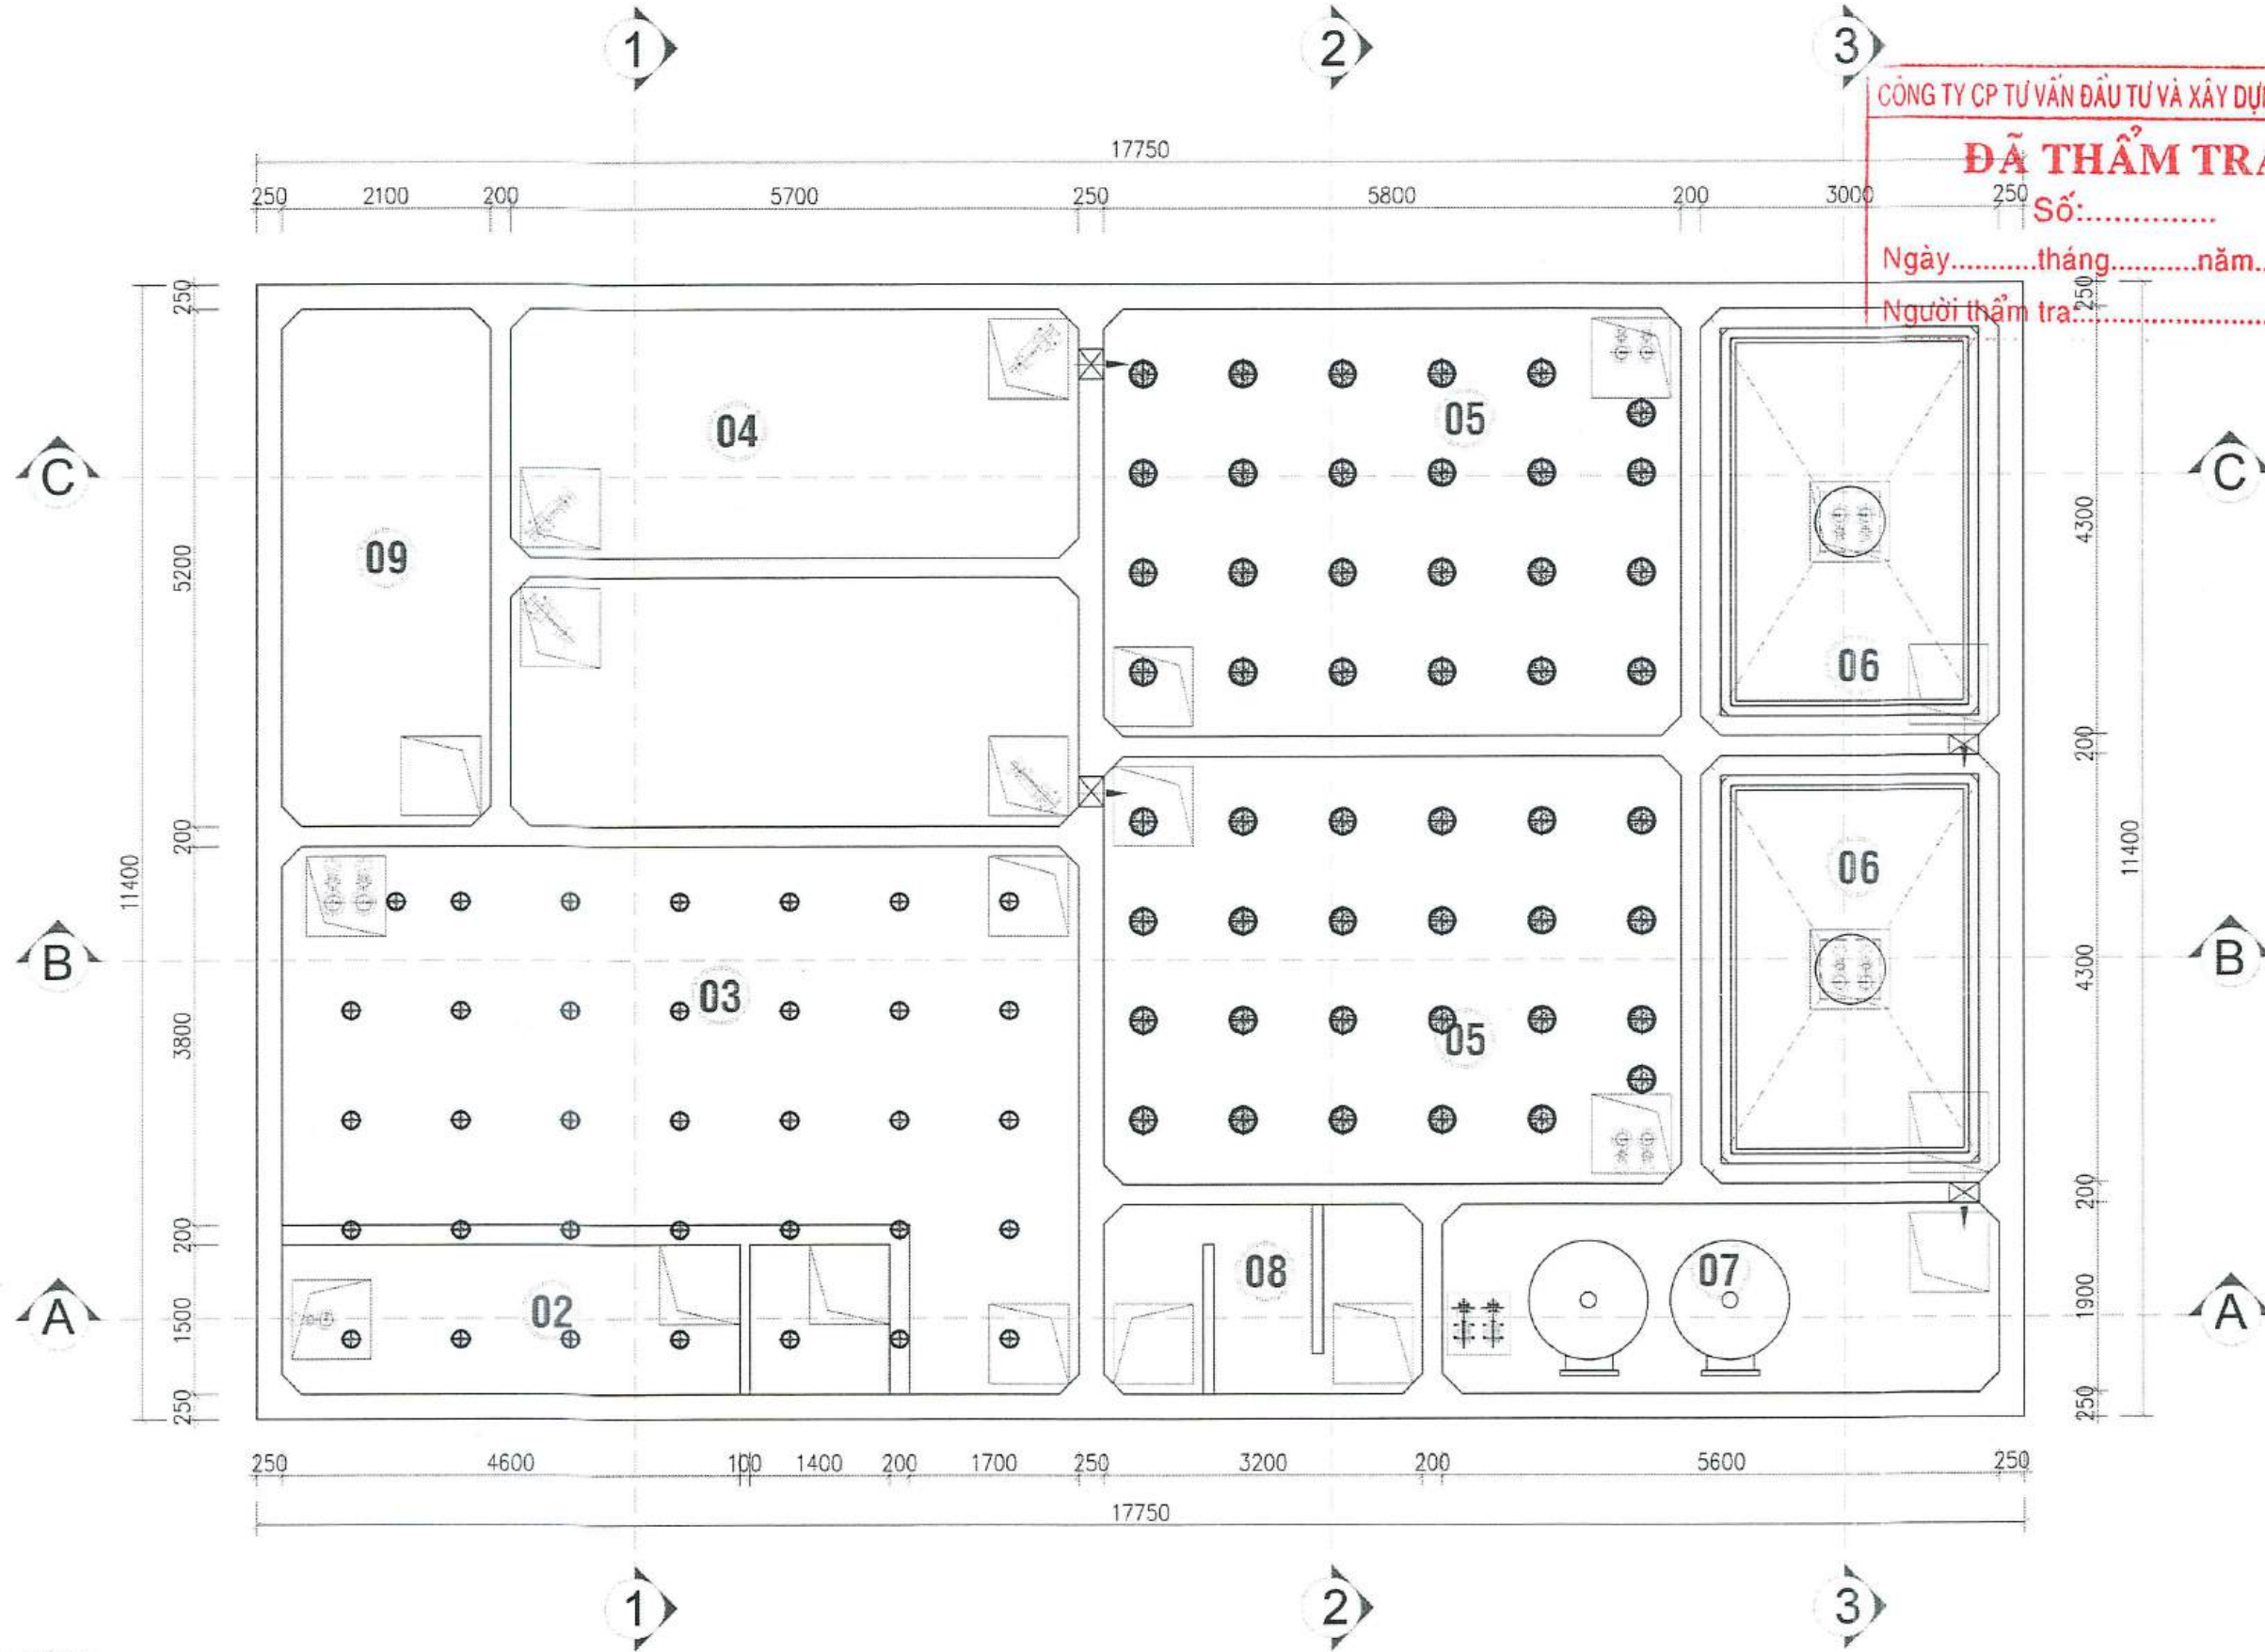 1 2 3
CÔNG TY CP TƯ VẤN ĐẦU TƯ VÀ XÂY
ĐÃ THẨM TRA
Số:..............
Ngày...........tháng...........năm..
Người thẩm tra:
17750
250 2100 200 5700 250 5800 200 3000 250
250 250
04 05
C C
09
5200 4300
06
200
200
11400 11400
06
B B
03
3800 4300
05
200 200
08 07
02
A A
1500 1900
250 250
250 4600 100 1400 200 1700 250 3200 200 5600 250
17750
1 2 3